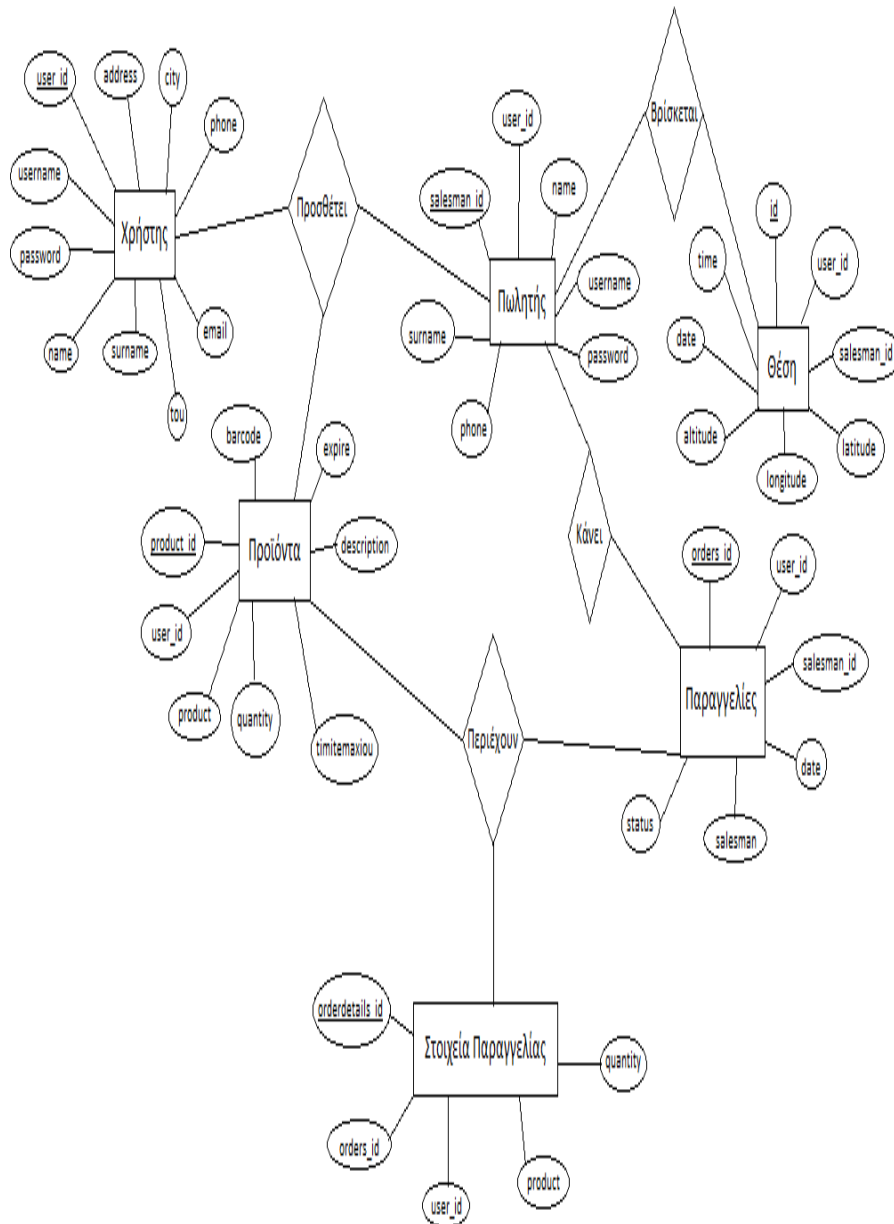 user_id
address
city
phone
username
Χρήστης
password
name
surname
tou
email
Προσθέτει
user_id
salesman_id
name
Πωλητής
username
surname
password
phone
Βρίσκεται
id
time
user_id
date
Θέση
salesman_id
altitude
longitude
latitude
barcode
expire
product_id
Προϊόντα
description
user_id
product
quantity
timitemaxiou
Κάνει
orders_id
user_id
Παραγγελίες
salesman_id
date
status
salesman
Περιέχουν
orderdetails_id
Στοιχεία Παραγγελίας
quantity
orders_id
user_id
product